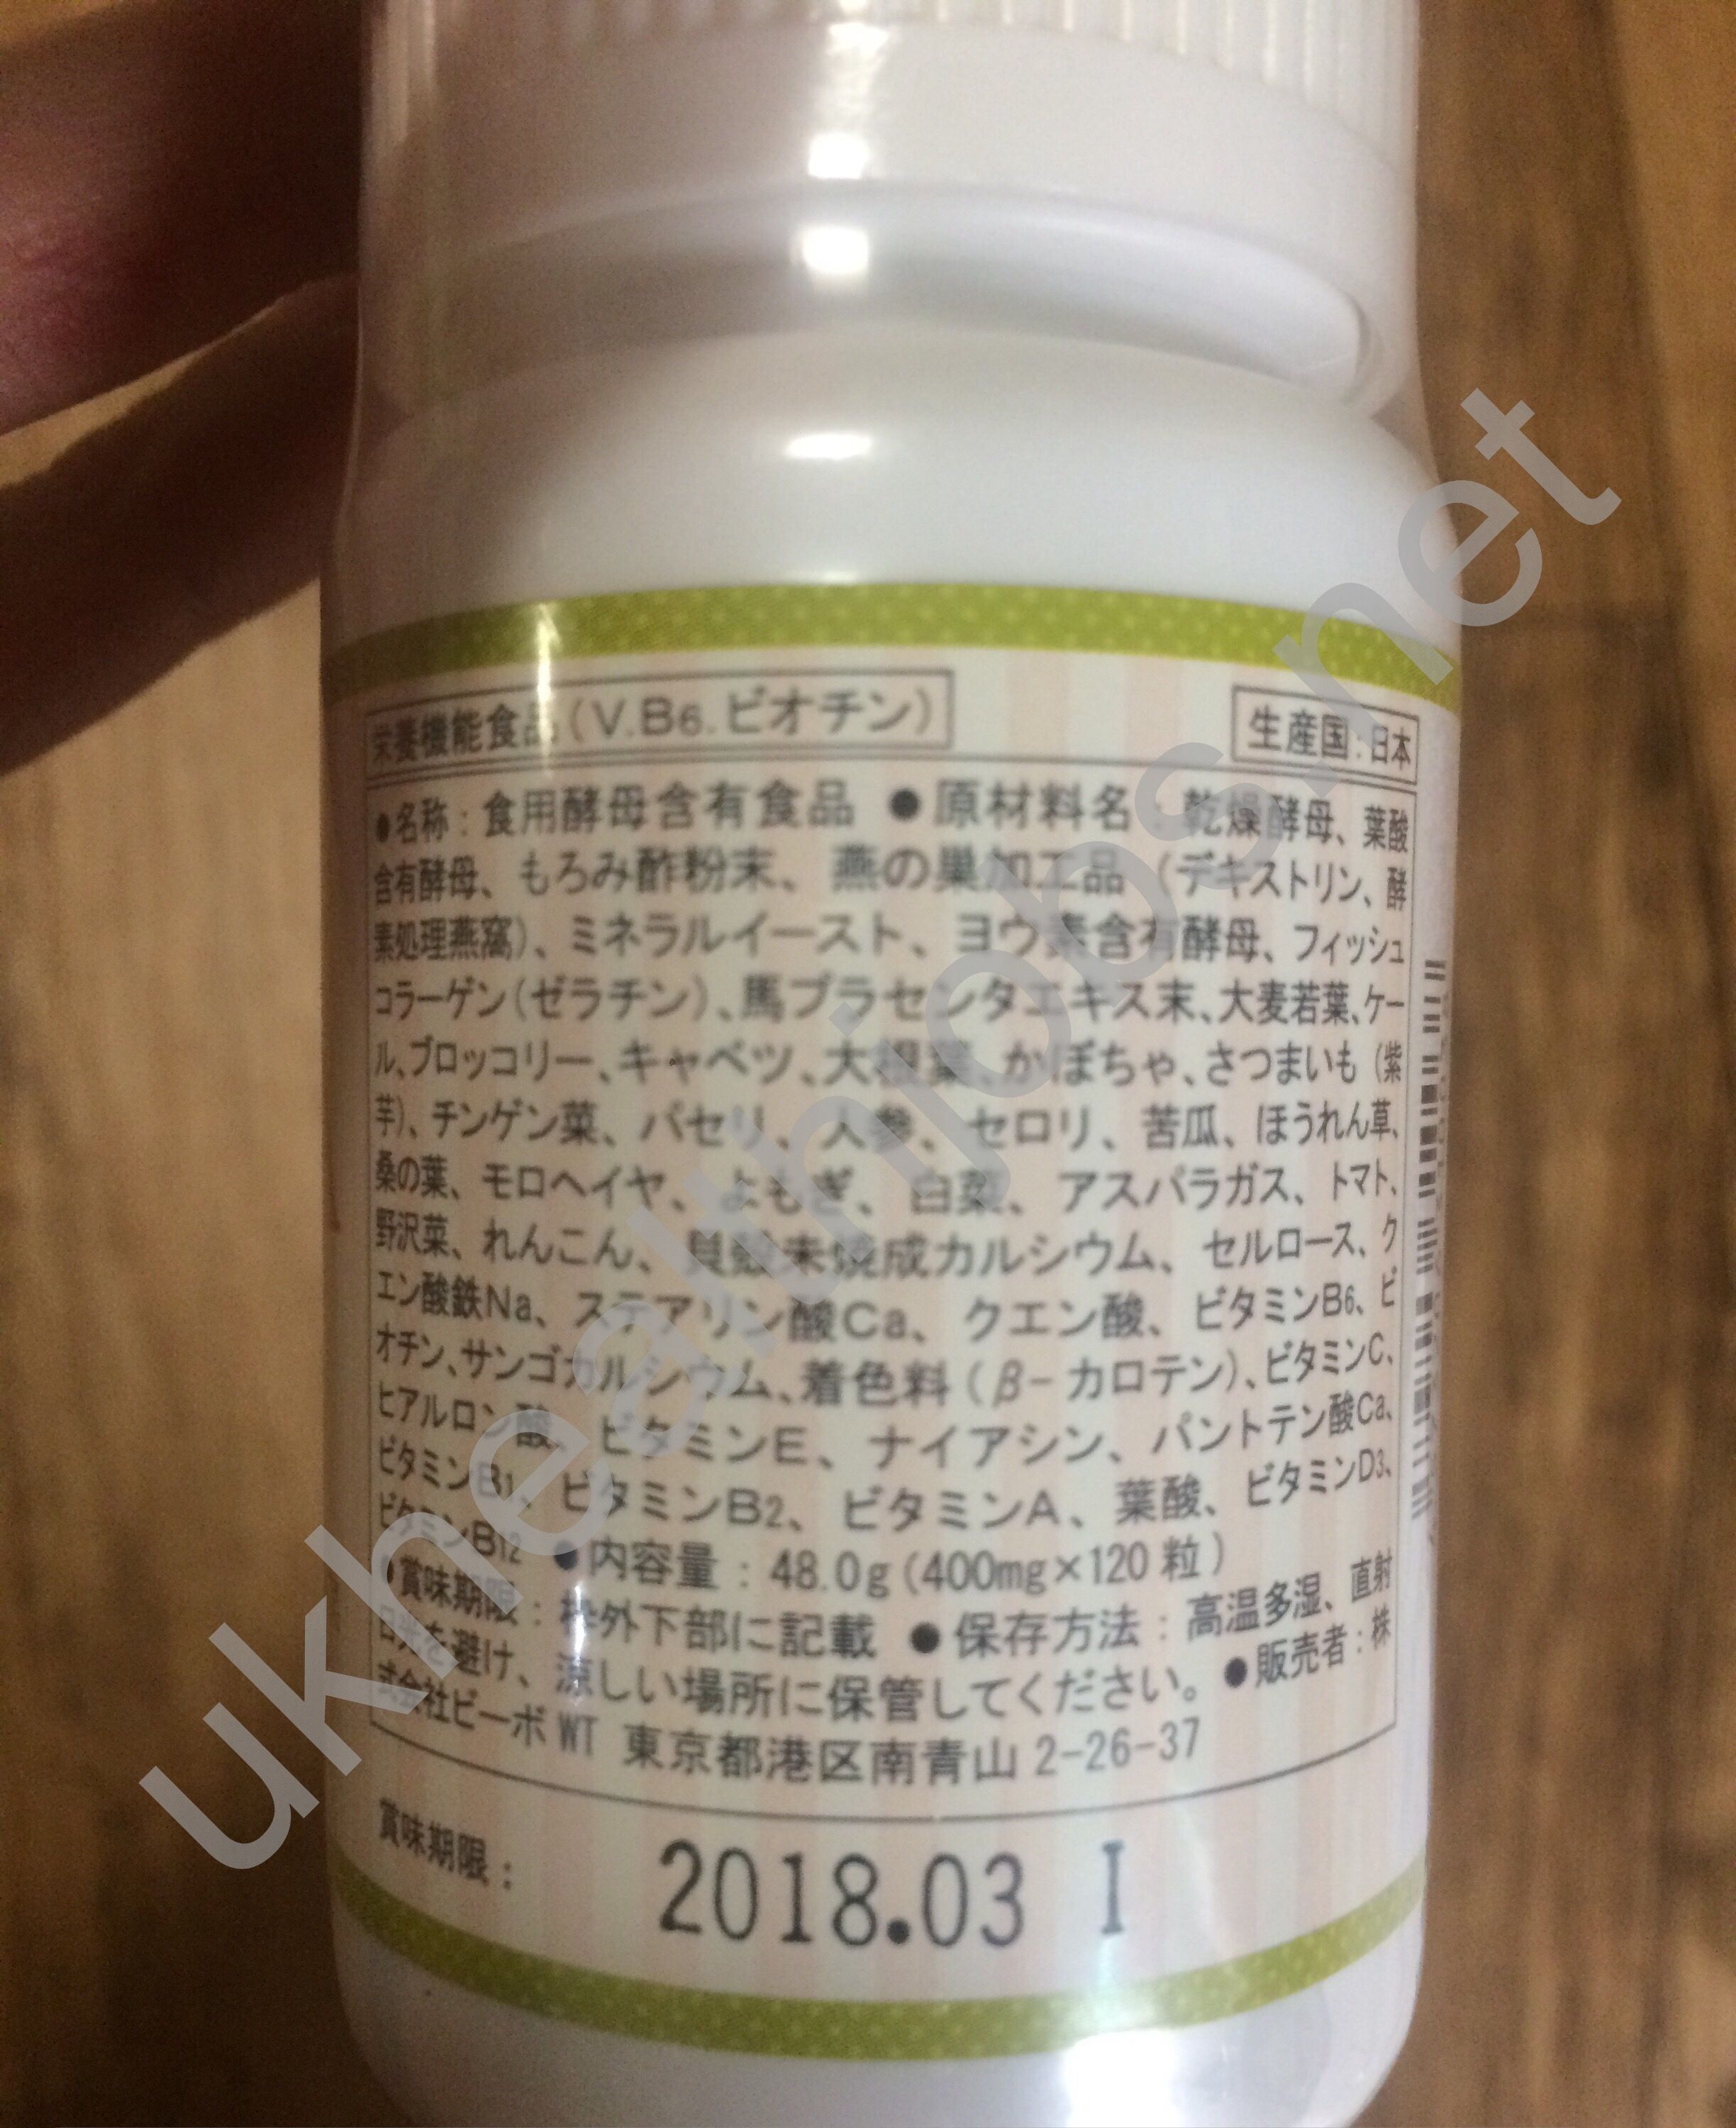 栄養機能食品(V.B6.ビオチン)
生産国:日本
●名称:食用酵母含有食品 ●原材料名:乾燥酵母、葉酸
含有酵母、もろみ酢粉末、燕の巣加工品(デキストリン、酵
素処理燕窩)、ミネラルイースト、ヨウ素含有酵母、フィッシュ
コラーゲン(ゼラチン)、馬プラセンタエキス末、大麦若葉、ケー
ル、ブロッコリー、キャベツ、大根葉、かぼちゃ、さつまいも(紫
芋)、チンゲン菜、パセリ、人参、セロリ、苦瓜、ほうれん草、
桑の葉、モロヘイヤ、よもぎ、白菜、アスパラガス、トマト、
野沢菜、れんこん、貝殻未焼成カルシウム、セルロース、ク
エン酸鉄Na、ステアリン酸Ca、クエン酸、ビタミンB6、ビ
オチン、サンゴカルシウム、着色料(β-カロテン)、ビタミンC、
ヒアルロン酸、ビタミンE、ナイアシン、パントテン酸Ca、
ビタミンB1、ビタミンB2、ビタミンA、葉酸、ビタミンD3、
ビタミンB12 ●内容量:48.0g(400mg×120粒)
●賞味期限:枠外下部に記載 ●保存方法:高温多湿、直射
日光を避け、涼しい場所に保管してください。●販売者:株
式会社ビーボWT 東京都港区南青山2-26-37
賞味期限: 2018.03 I
ukhealthjobs.net